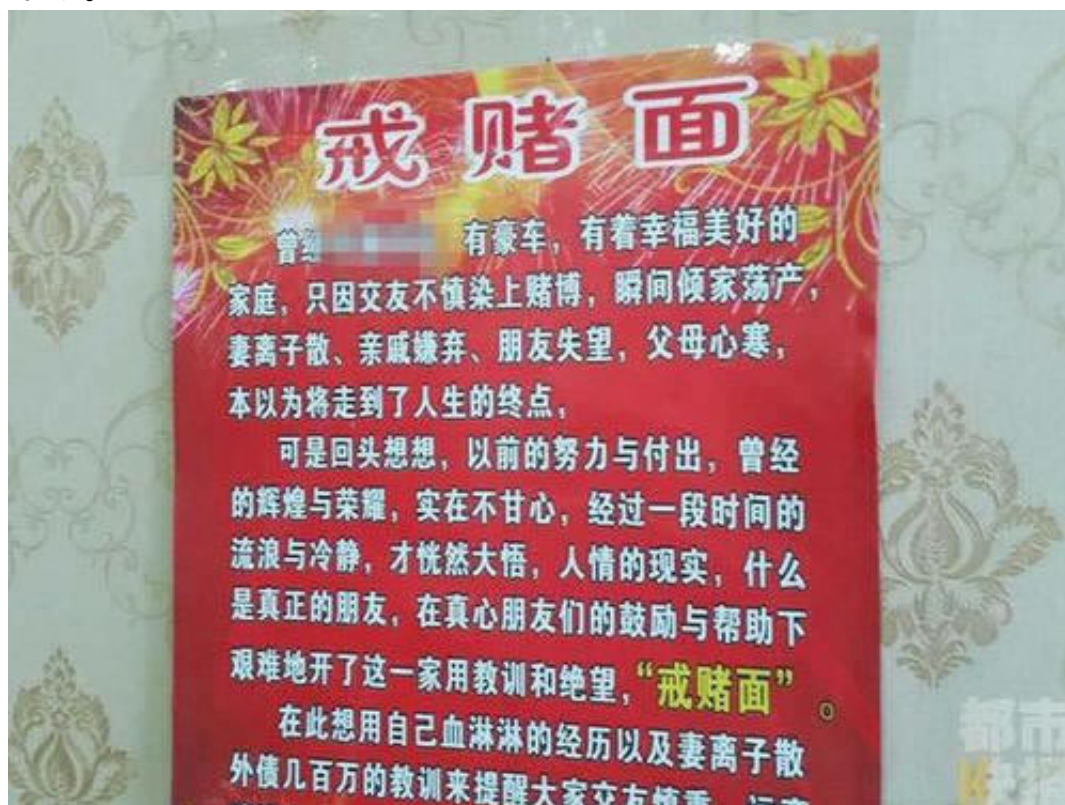 戒赌面
曾经 有豪车，有着幸福美好的
家庭，只因交友不慎染上赌博，瞬间倾家荡产，
妻离子散、亲戚嫌弃、朋友失望，父母心寒，
本以为将走到了人生的终点，
可是回头想想，以前的努力与付出，曾经
的辉煌与荣耀，实在不甘心，经过一段时间的
流浪与冷静，才恍然大悟，人情的现实，什么
是真正的朋友，在真心朋友们的鼓励与帮助下
艰难地开了这一家用教训和绝望，“戒赌面”。
在此想用自己血淋淋的经历以及妻离子散
外债几百万的教训来提醒大家交友慎重
都市
快报